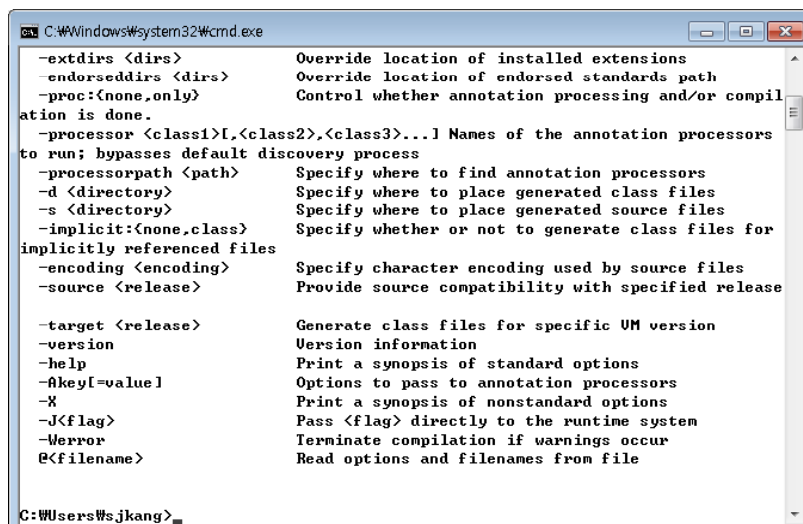 C:₩Windows₩system32₩cmd.exe
-extdirs <dirs> Override location of installed extensions
-endorseddirs <dirs> Override location of endorsed standards path
-proc:{none,only} Control whether annotation processing and/or compil
ation is done.
-processor <class1>[,<class2>,<class3>...] Names of the annotation processors
to run; bypasses default discovery process
-processorpath <path> Specify where to find annotation processors
-d <directory> Specify where to place generated class files
-s <directory> Specify where to place generated source files
-implicit:{none,class} Specify whether or not to generate class files for
implicitly referenced files
-encoding <encoding> Specify character encoding used by source files
-source <release> Provide source compatibility with specified release
-target <release> Generate class files for specific VM version
-version Version information
-help Print a synopsis of standard options
-Akey[=value] Options to pass to annotation processors
-X Print a synopsis of nonstandard options
-J<flag> Pass <flag> directly to the runtime system
-Werror Terminate compilation if warnings occur
@<filename> Read options and filenames from file
C:₩Users₩sjkang>_